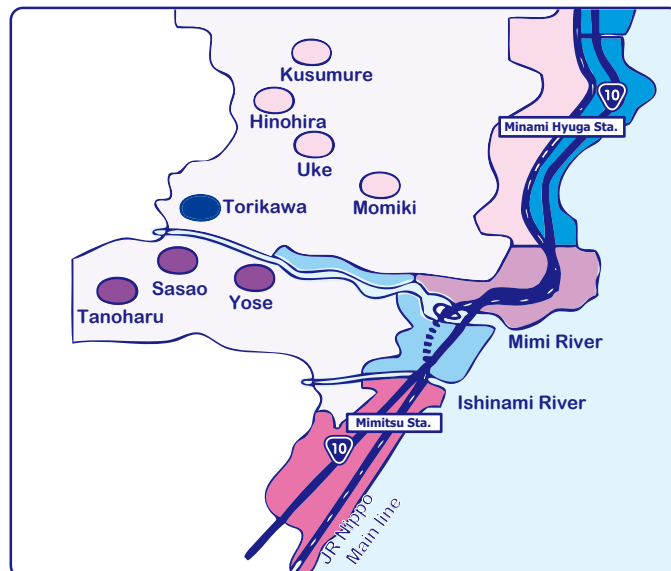 Kusumure
10
Hinohira
Minami Hyuga Sta.
Uke
Momiki
Torikawa
Sasao
Yose
Tanoharu
Mimi River
Ishinami River
Mimitsu Sta.
10
JR Nippo
Main line